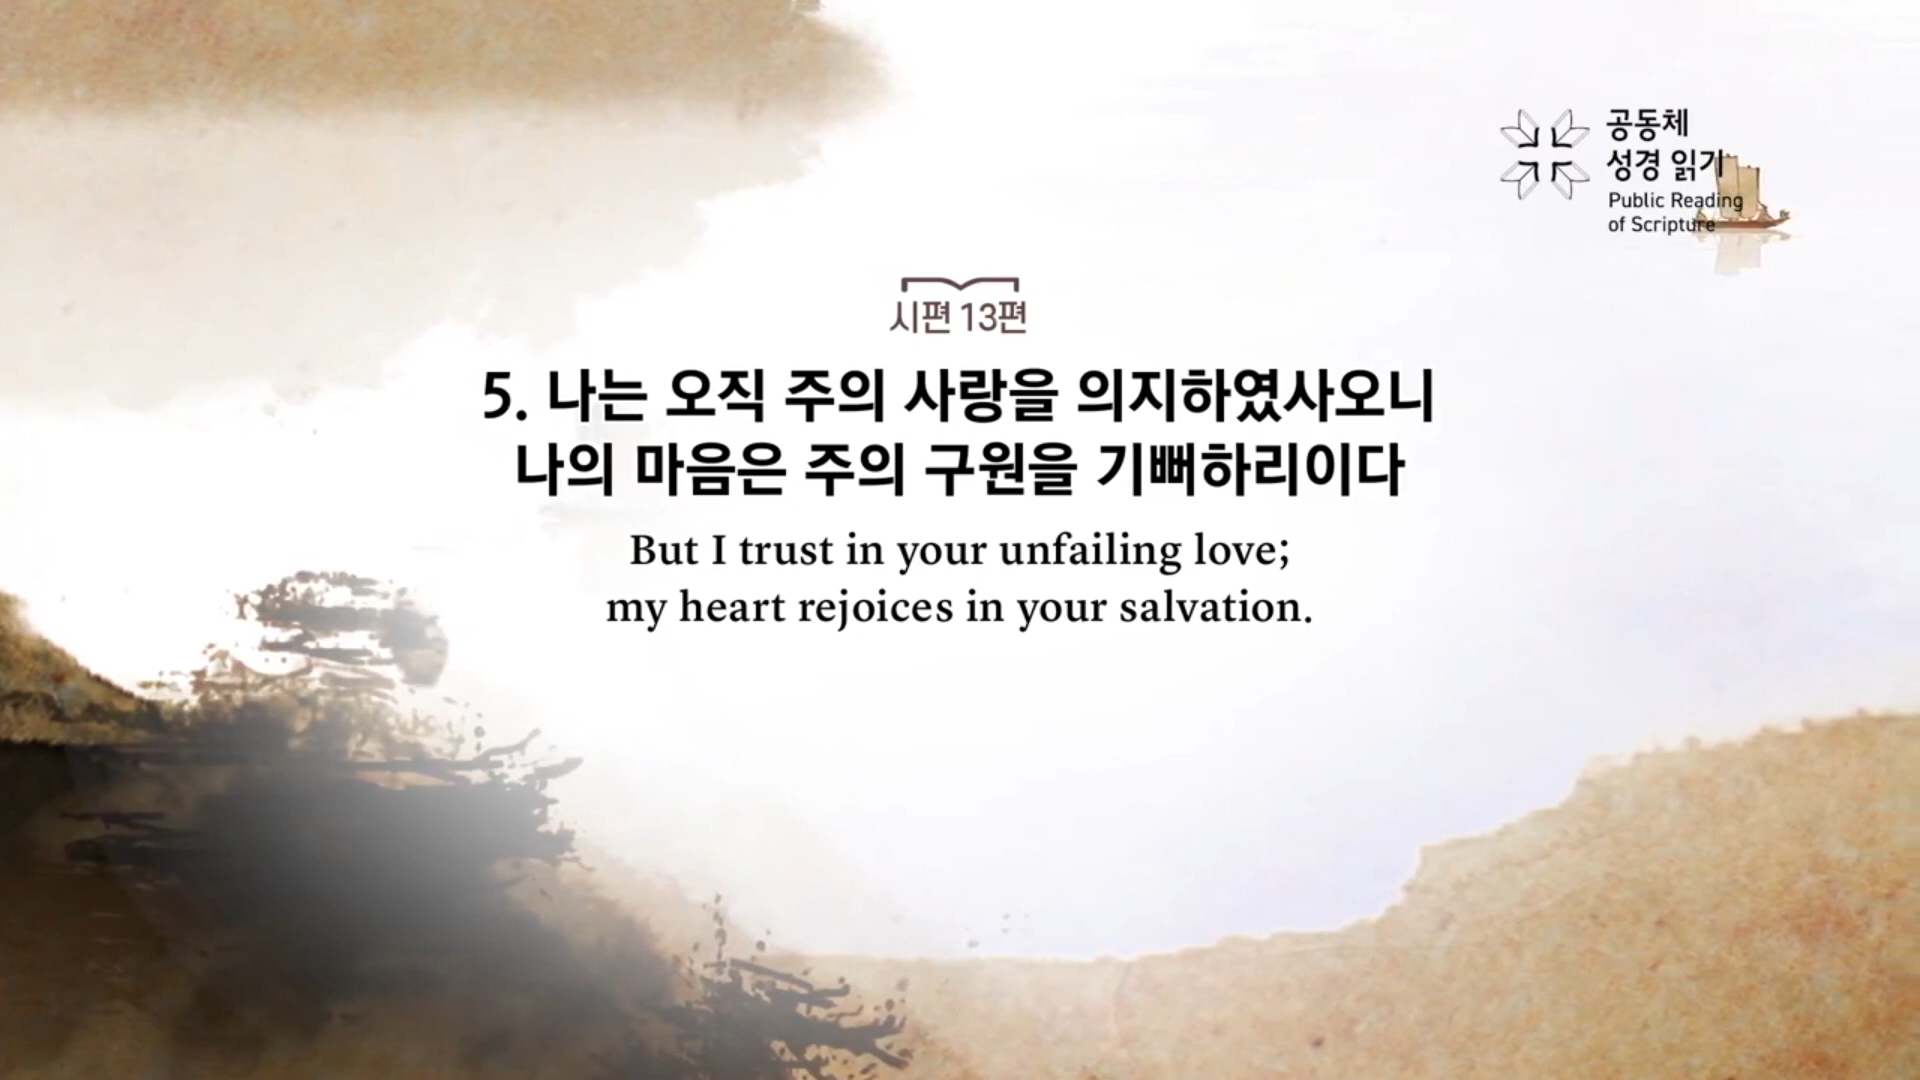 공동체
성경 읽기
Public Reading
of Scripture
시편 13편
5. 나는 오직 주의 사랑을 의지하였사오니
나의 마음은 주의 구원을 기뻐하리이다
But I trust in your unfailing love;
my heart rejoices in your salvation.